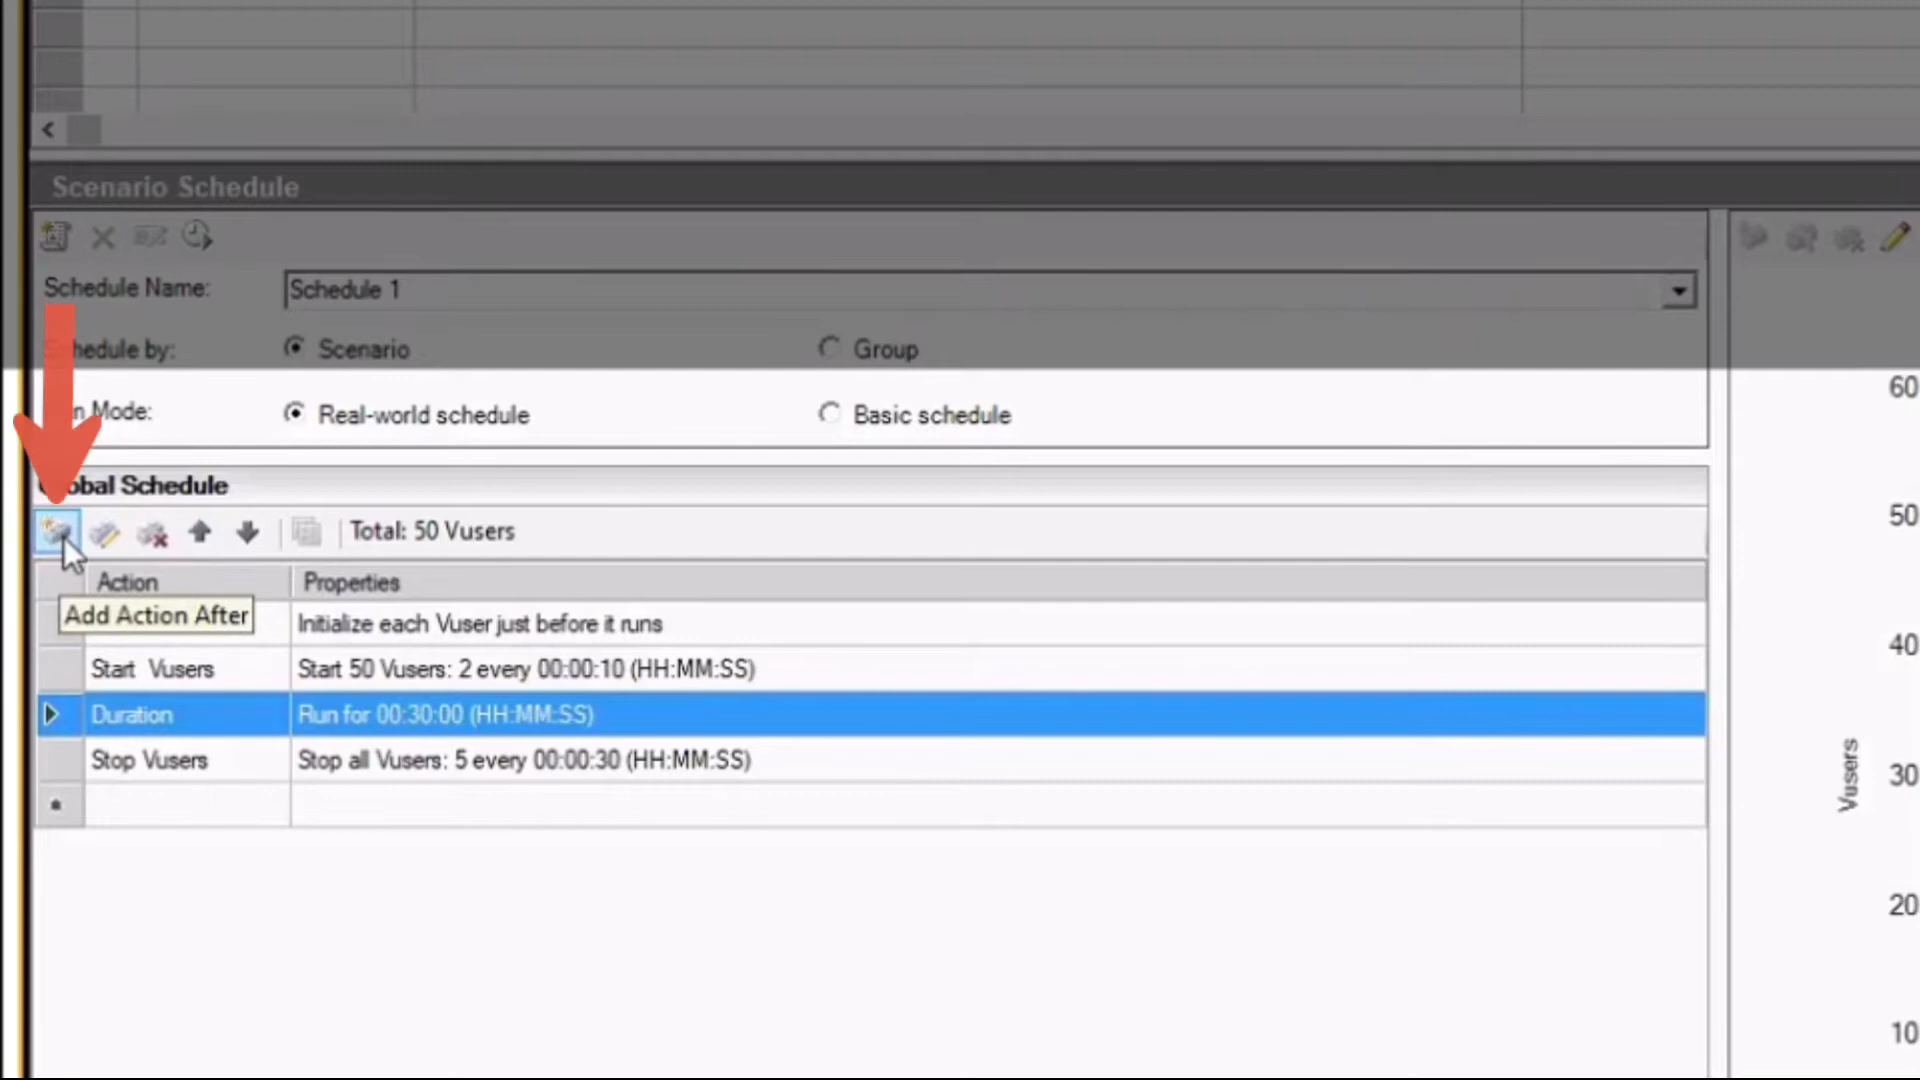 Scenario Schedule
Schedule Name: Schedule 1
hedule by: Scenario Group
n Mode: Real-world schedule Basic schedule
obal Schedule
Total: 50 Vusers
Action Properties
Add Action After
Initialize each Vuser just before it runs
Start Vusers Start 50 Vusers: 2 every 00:00:10 (HH:MM:SS)
Duration Run for 00:30:00 (HH:MM:SS)
Stop Vusers Stop all Vusers: 5 every 00:00:30 (HH:MM:SS)
60
50
40
30
20
10
Vusers